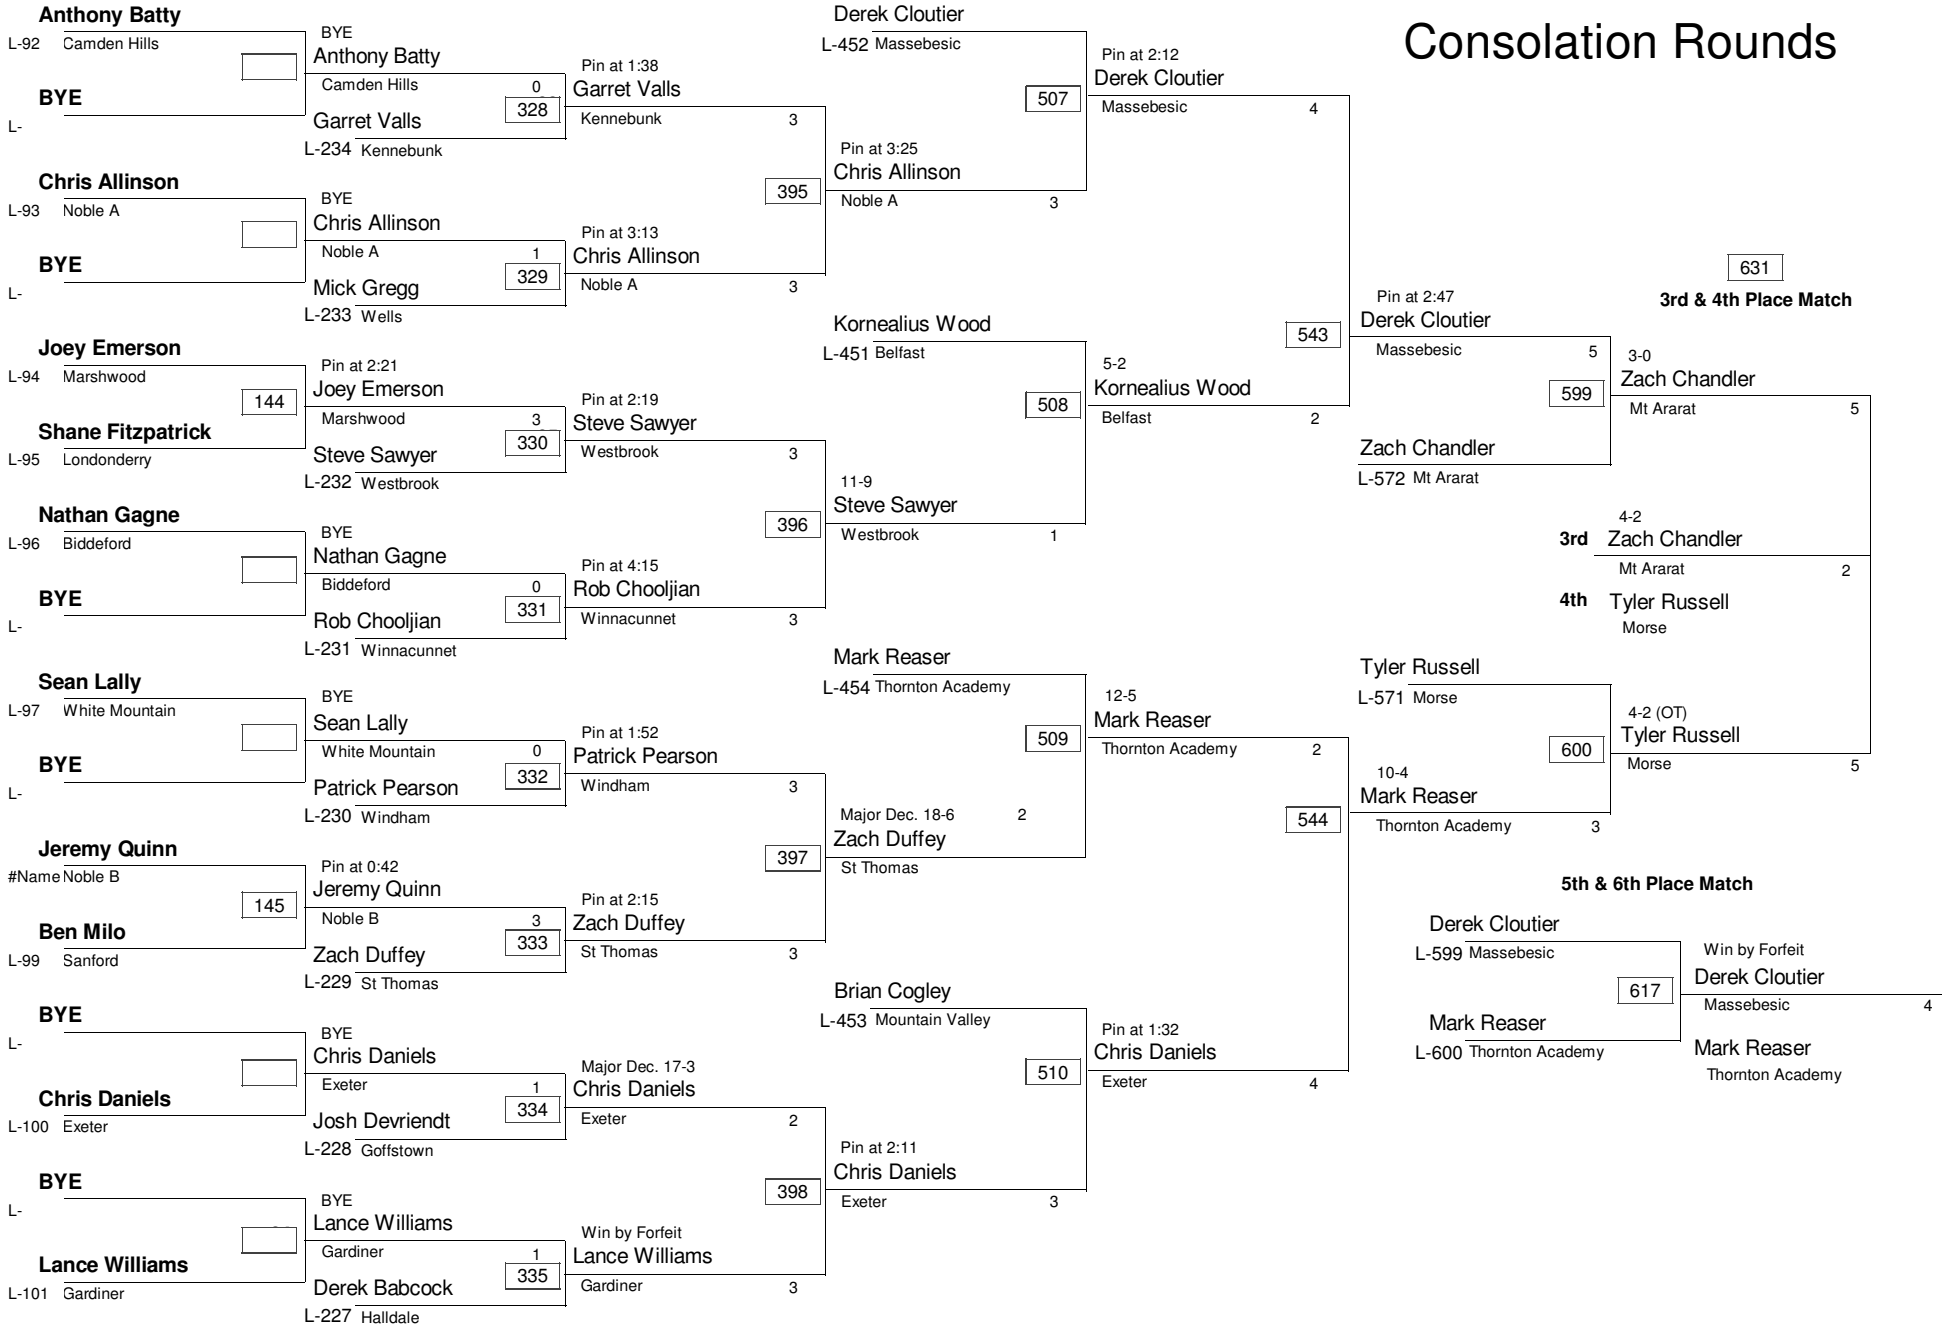 Consolation Rounds
Anthony Batty
L-92 Camden Hills
BYE
L-
Chris Allinson
L-93 Noble A
BYE
L-
Joey Emerson
L-94 Marshwood
144
Shane Fitzpatrick
L-95 Londonderry
Nathan Gagne
L-96 Biddeford
BYE
L-
Sean Lally
L-97 White Mountain
BYE
L-
Jeremy Quinn
#Name Noble B
145
Ben Milo
L-99 Sanford
BYE
L-
Chris Daniels
L-100 Exeter
BYE
L-
Lance Williams
L-101 Gardiner
BYE
Anthony Batty
Camden Hills 0
328
Garret Valls
L-234 Kennebunk
BYE
Chris Allinson
Noble A 1
329
Mick Gregg
L-233 Wells
Pin at 2:21
Joey Emerson
Marshwood 3
330
Steve Sawyer
L-232 Westbrook
BYE
Nathan Gagne
Biddeford 0
331
Rob Chooljian
L-231 Winnacunnet
BYE
Sean Lally
White Mountain 0
332
Patrick Pearson
L-230 Windham
Pin at 0:42
Jeremy Quinn
Noble B 3
333
Zach Duffey
L-229 St Thomas
BYE
Chris Daniels
Exeter 1
334
Josh Devriendt
L-228 Goffstown
BYE
Lance Williams
Gardiner 1
335
Derek Babcock
L-227 Halldale
Pin at 1:38
Garret Valls
Kennebunk 3
395
Pin at 3:13
Chris Allinson
Noble A 3
Pin at 2:19
Steve Sawyer
Westbrook 3
396
Pin at 4:15
Rob Chooljian
Winnacunnet 3
Pin at 1:52
Patrick Pearson
Windham 3
397
Pin at 2:15
Zach Duffey
St Thomas 3
Major Dec. 17-3
Chris Daniels
Exeter 2
398
Win by Forfeit
Lance Williams
Gardiner 3
Derek Cloutier
L-452 Massebesic
507
Pin at 3:25
Chris Allinson
Noble A 3
Kornealius Wood
L-451 Belfast
508
11-9
Steve Sawyer
Westbrook 1
Mark Reaser
L-454 Thornton Academy
509
Major Dec. 18-6 2
Zach Duffey
St Thomas
Brian Cogley
L-453 Mountain Valley
510
Pin at 2:11
Chris Daniels
Exeter 3
Pin at 2:12
Derek Cloutier
Massebesic 4
543
5-2
Kornealius Wood
Belfast 2
12-5
Mark Reaser
Thornton Academy 2
544
Pin at 1:32
Chris Daniels
Exeter 4
Pin at 2:47
Derek Cloutier
Massebesic 5
599
Zach Chandler
L-572 Mt Ararat
Tyler Russell
L-571 Morse
600
10-4
Mark Reaser
Thornton Academy 3
631
3rd & 4th Place Match
3-0
Zach Chandler
Mt Ararat 5
4-2
3rd Zach Chandler
Mt Ararat 2
4th Tyler Russell
Morse
4-2 (OT)
Tyler Russell
Morse 5
5th & 6th Place Match
Derek Cloutier
L-599 Massebesic
617
Mark Reaser
L-600 Thornton Academy
Win by Forfeit
Derek Cloutier
Massebesic 4
Mark Reaser
Thornton Academy